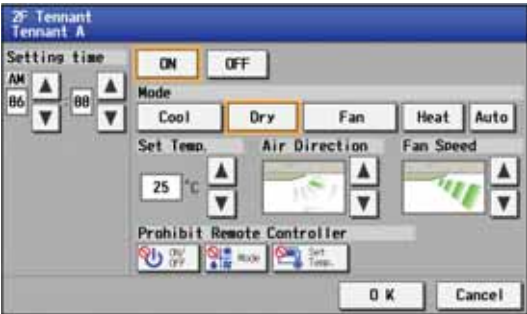 2F Tennant
Tennant A
Setting time
ON OFF
AM
06 : 00
Mode
Cool Dry Fan Heat Auto
Set Temp. Air Direction Fan Speed
25 °C
Prohibit Remote Controller
ON/OFF Mode Set Temp.
OK Cancel